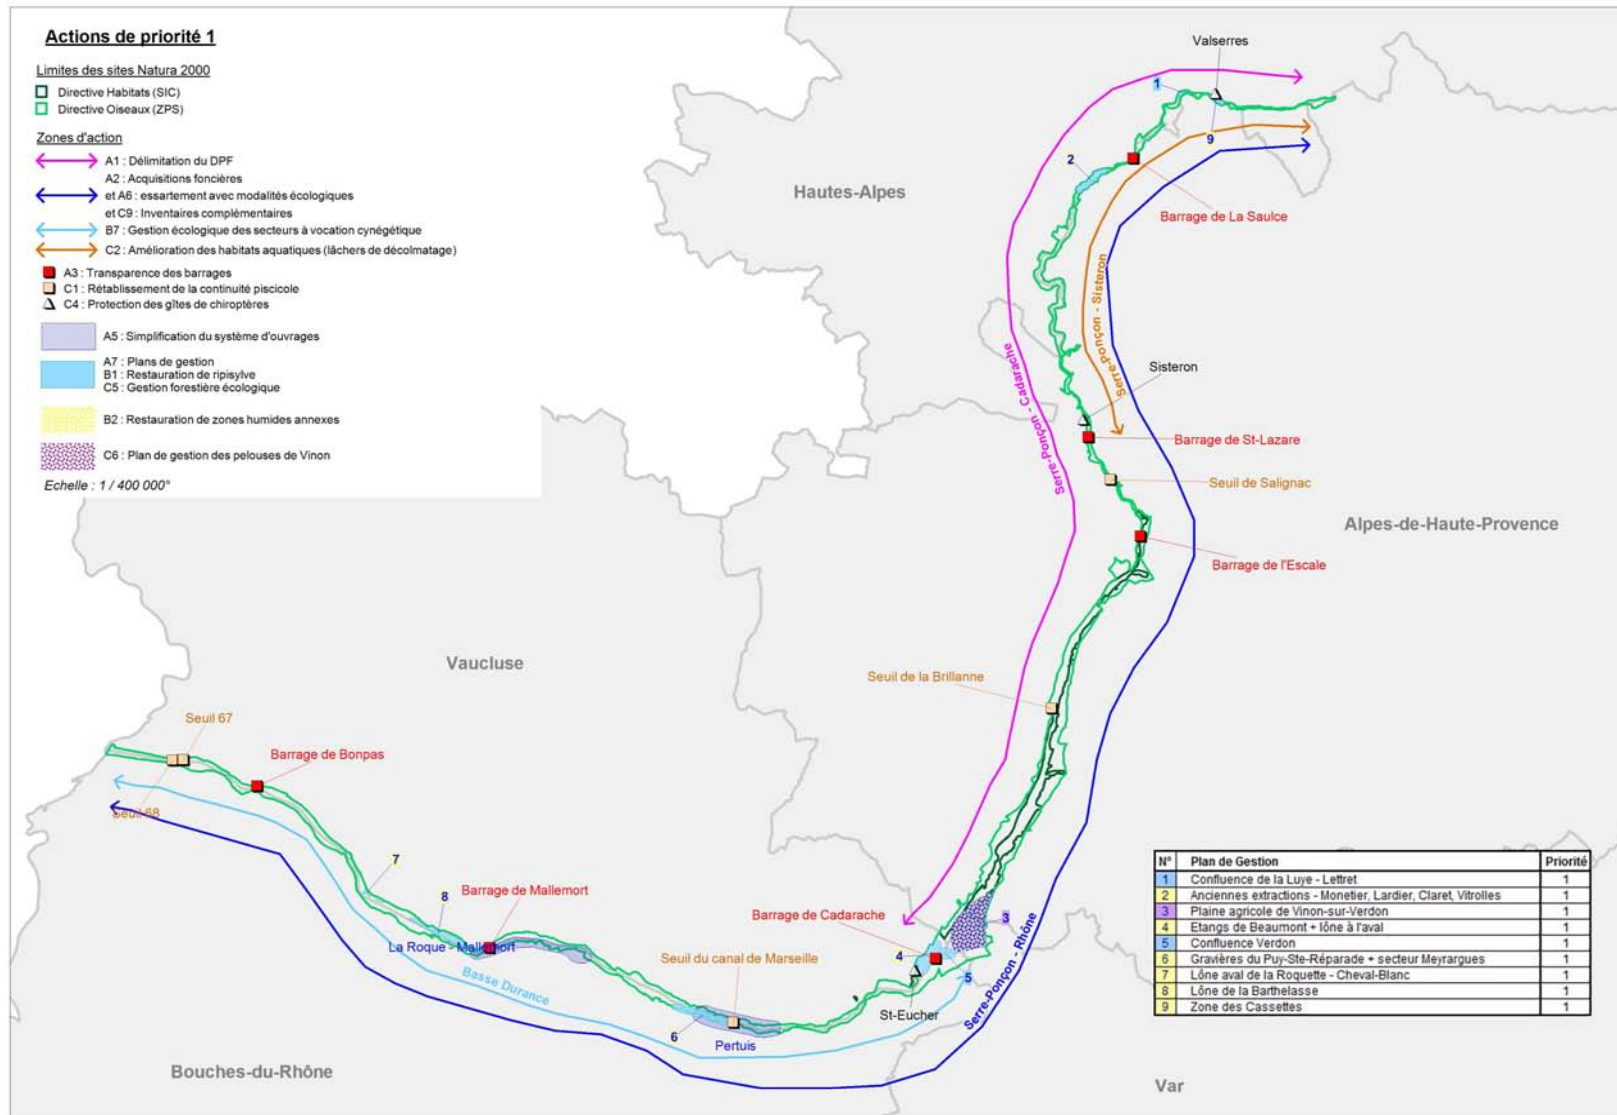 Actions de priorité 1
Limites des sites Natura 2000
Directive Habitats (SIC)
Directive Oiseaux (ZPS)
Zones d'action
A1 : Délimitation du DPF
A2 : Acquisitions foncières
et A6 : essartement avec modalités écologiques
et C9 : Inventaires complémentaires
B7 : Gestion écologique des secteurs à vocation cynégétique
C2 : Amélioration des habitats aquatiques (lâchers de décolmatage)
A3 : Transparence des barrages
C1 : Rétablissement de la continuité piscicole
C4 : Protection des gîtes de chiroptères
A5 : Simplification du système d'ouvrages
A7 : Plans de gestion
B1 : Restauration de ripisylve
C5 : Gestion forestière écologique
B2 : Restauration de zones humides annexes
C6 : Plan de gestion des pelouses de Vinon
Echelle : 1 / 400 000°
Valserres
1
9
2
Hautes-Alpes
Barrage de La Saulce
Serre-Ponçon - Sisteron
Serre-Ponçon - Cadarache
Sisteron
Barrage de St-Lazare
Seuil de Salignac
Alpes-de-Haute-Provence
Barrage de l'Escale
Vaucluse
Seuil de la Brillanne
Seuil 67
Barrage de Bonpas
Seuil 68
7
Barrage de Mallemort
8
La Roque - Mallemort
Barrage de Cadarache
3
4
5
Seuil du canal de Marseille
Basse Durance
Serre-Ponçon - Rhône
St-Eucher
6
Pertuis
Bouches-du-Rhône
Var
N° Plan de Gestion Priorité
1 Confluence de la Luye - Lettret 1
2 Anciennes extractions - Monetier, Lardier, Claret, Vitrolles 1
3 Plaine agricole de Vinon-sur-Verdon 1
4 Etangs de Beaumont + lône à l'aval 1
5 Confluence Verdon 1
6 Gravières du Puy-Ste-Réparade + secteur Meyrargues 1
7 Lône aval de la Roquette - Cheval-Blanc 1
8 Lône de la Barthelasse 1
9 Zone des Cassettes 1